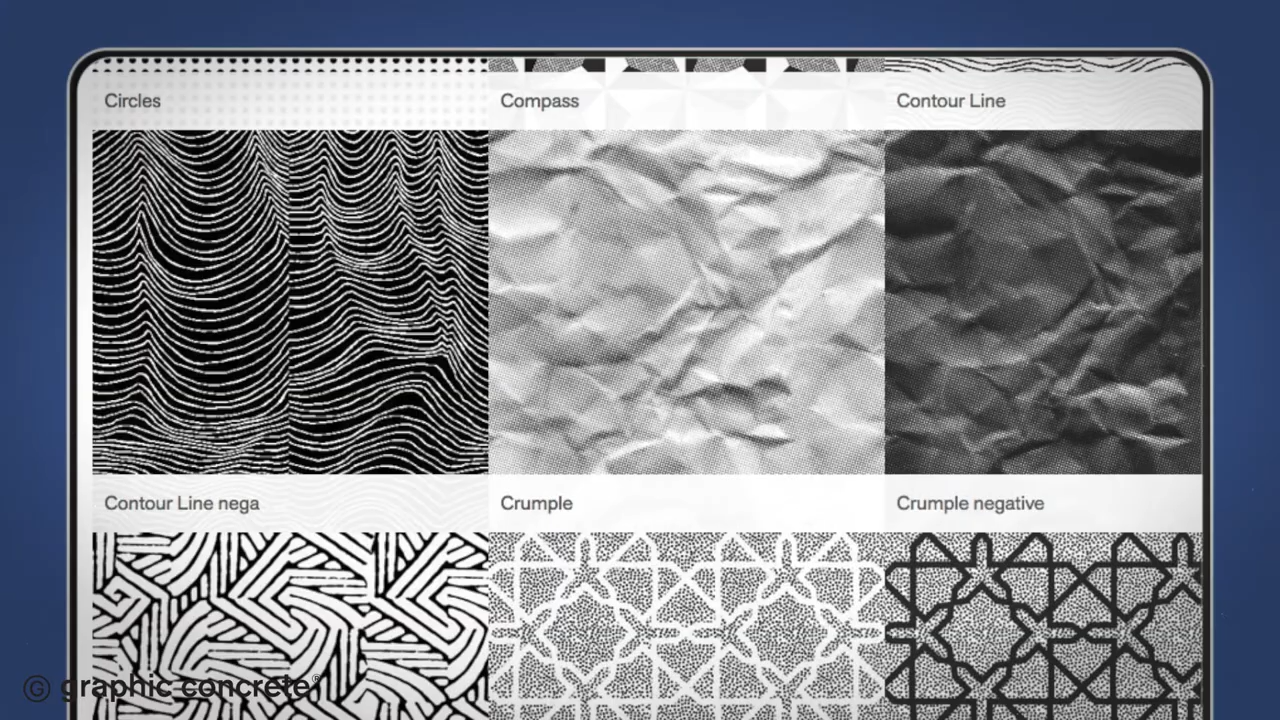 Circles
Compass
Contour Line
Contour Line nega
Crumple
Crumple negative
© graphic concrete®